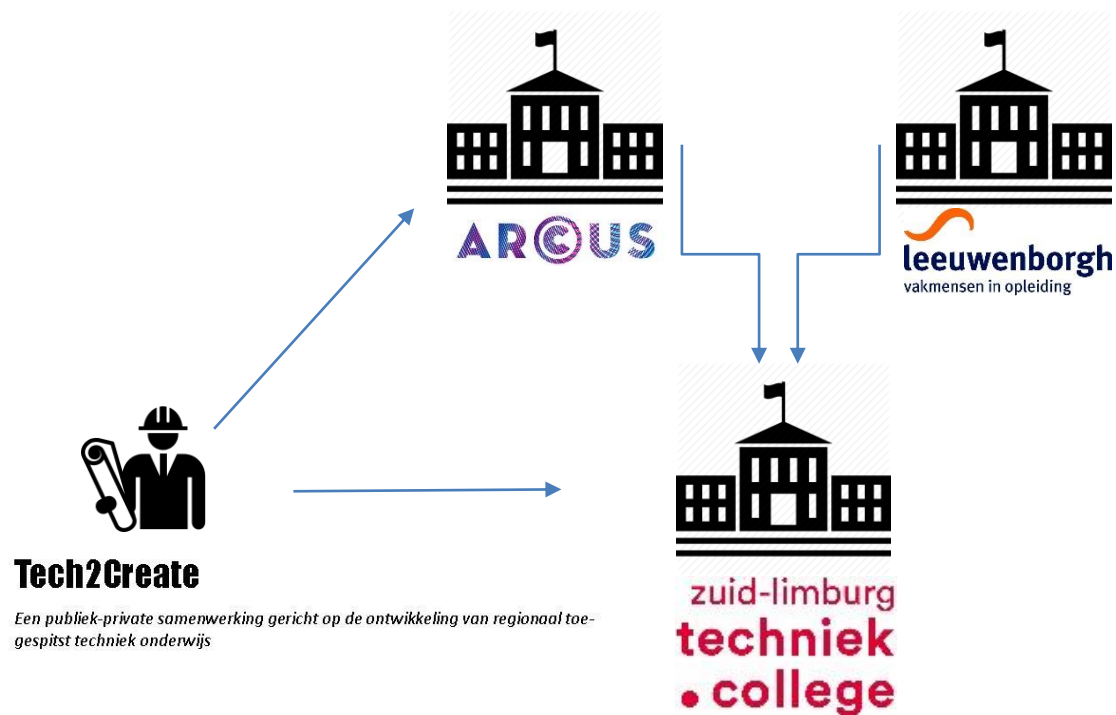 ARCUS
leeuwenborgh
vakmensen in opleiding
Tech2Create
Een publiek-private samenwerking gericht op de ontwikkeling van regionaal toe-
gespitst techniek onderwijs
zuid-limburg
techniek
.college